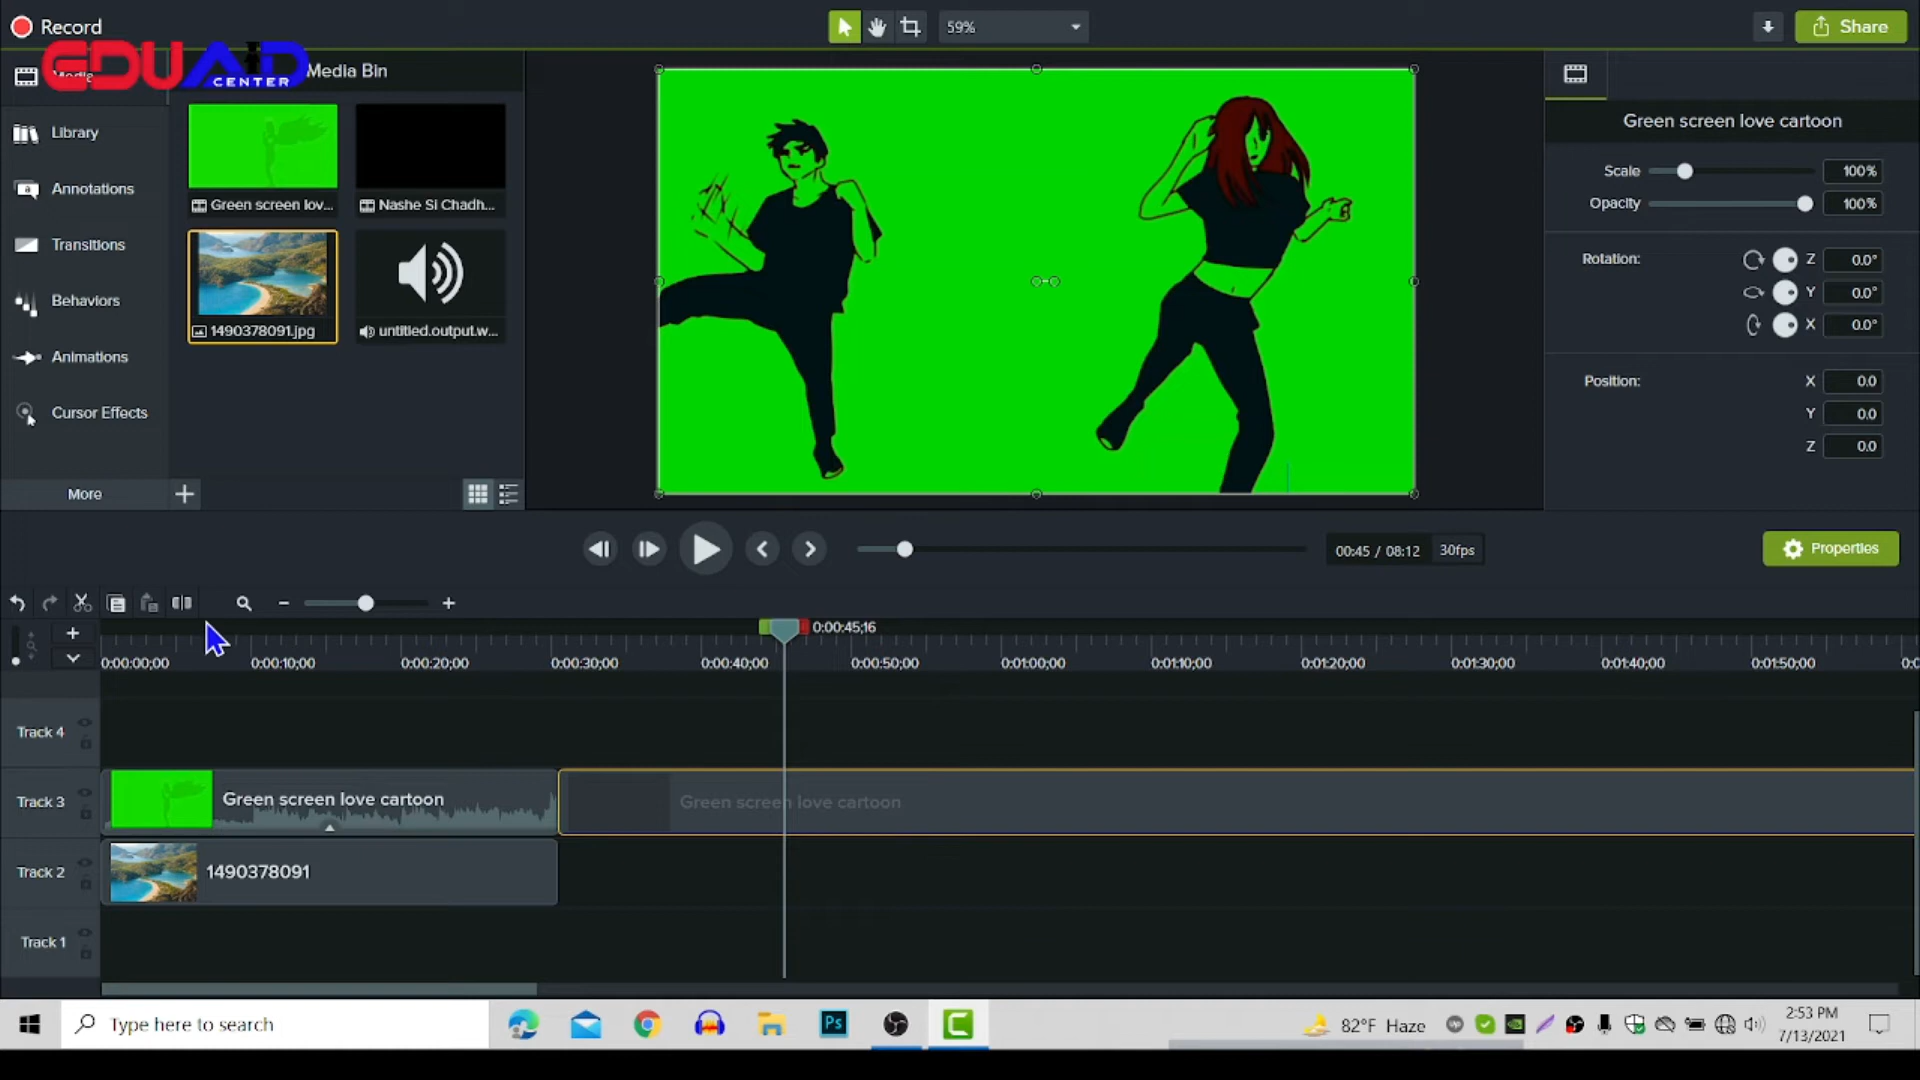 Record
59%
Share
EDUAID
CENTER
Media Bin
Library
Annotations
Transitions
Behaviors
Animations
Cursor Effects
More
Green screen lov...
Nashe Si Chadh...
1490378091.jpg
untitled.output.w...
Green screen love cartoon
Scale
100%
Opacity
100%
Rotation:
Z
0.0°
Y
0.0°
X
0.0°
Position:
X
0.0
Y
0.0
Z
0.0
00:45 / 08:12
30fps
Properties
0:00:45;16
0:00:00;00
0:00:10;00
0:00:20;00
0:00:30;00
0:00:40;00
0:00:50;00
0:01:00;00
0:01:10;00
0:01:20;00
0:01:30;00
0:01:40;00
0:01:50;00
Track 4
Track 3
Green screen love cartoon
Green screen love cartoon
Track 2
1490378091
Track 1
Type here to search
Ps
82°F Haze
2:53 PM
7/13/2021